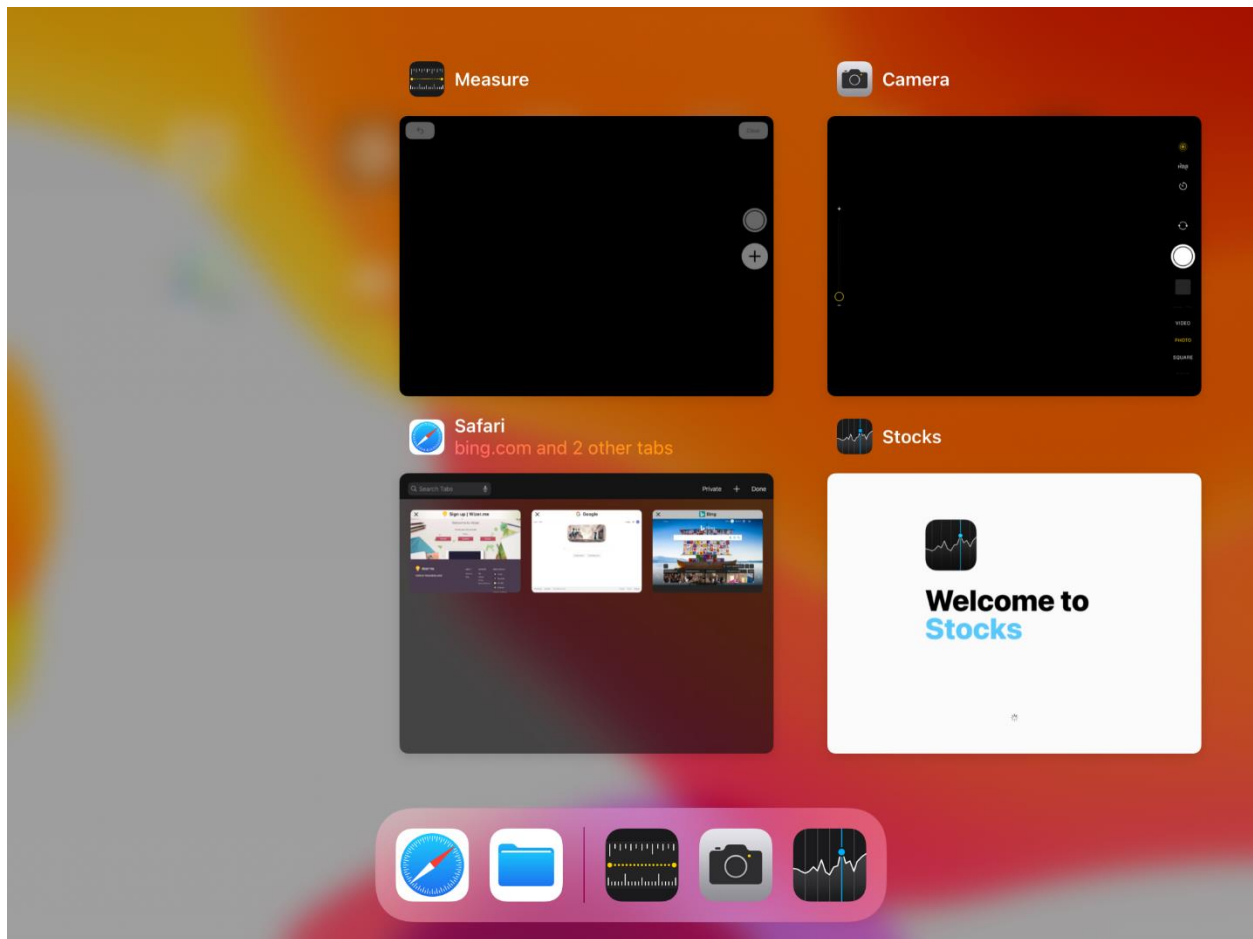 Measure
Camera
VIDEO
PHOTO
SQUARE
Safari
bing.com and 2 other tabs
Stocks
Search Tabs
Private + Done
Sign up | Wizer.me
Google
Bing
Welcome to
Stocks